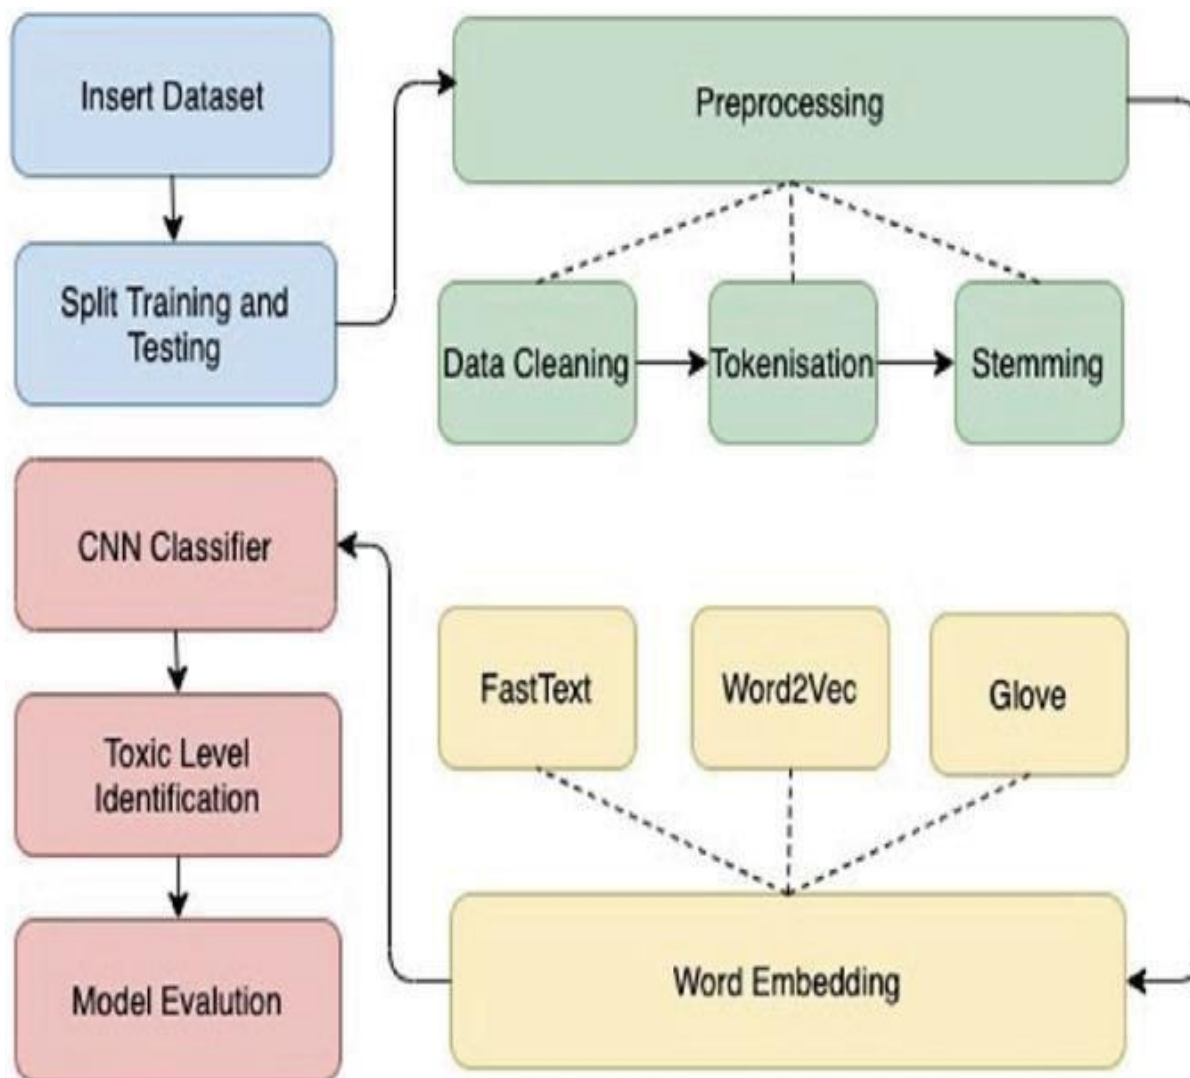 Insert Dataset
Split Training and
Testing
Preprocessing
Data Cleaning
Tokenisation
Stemming
FastText
Word2Vec
Glove
Word Embedding
CNN Classifier
Toxic Level
Identification
Model Evalution